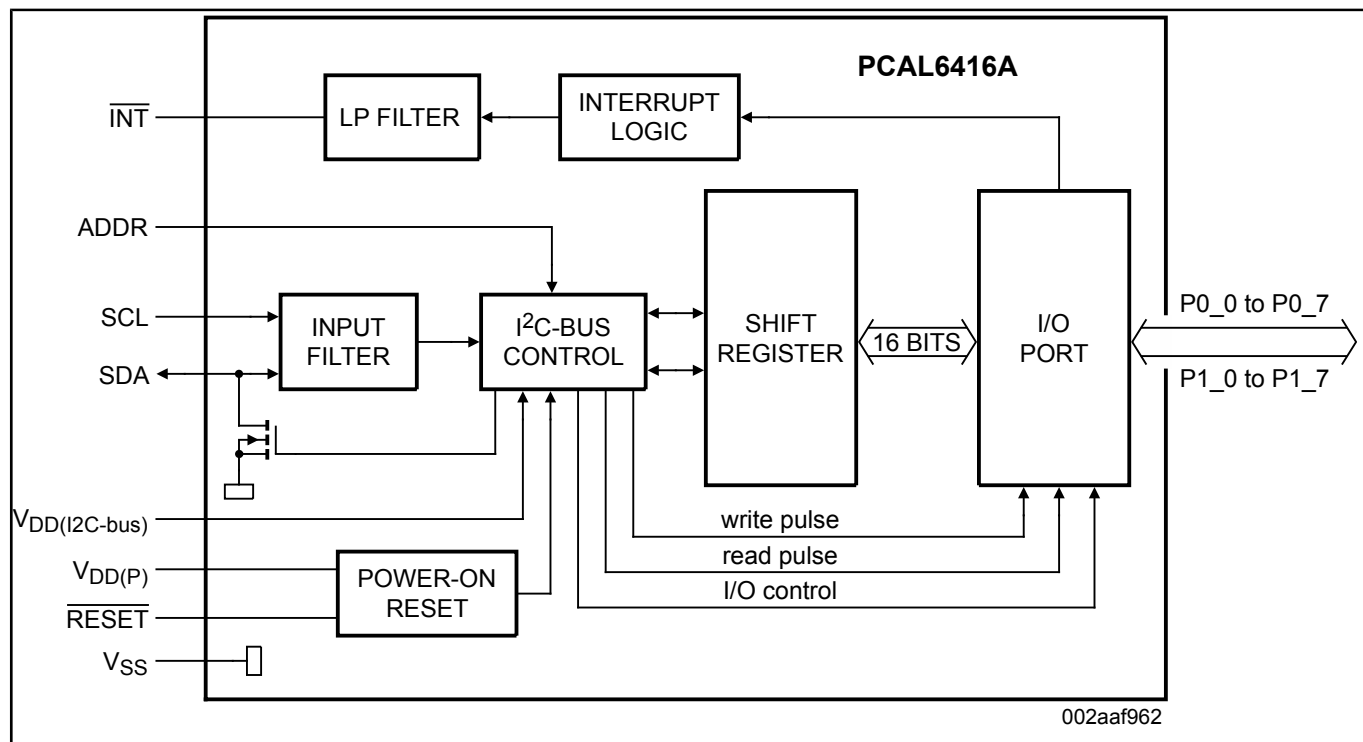 PCAL6416A
INT
LP FILTER
INTERRUPT
LOGIC
ADDR
SCL
SDA
INPUT
FILTER
I²C-BUS
CONTROL
SHIFT
REGISTER
16 BITS
I/O
PORT
P0_0 to P0_7
P1_0 to P1_7
VDD(I2C-bus)
VDD(P)
RESET
VSS
POWER-ON
RESET
write pulse
read pulse
I/O control
002aaf962